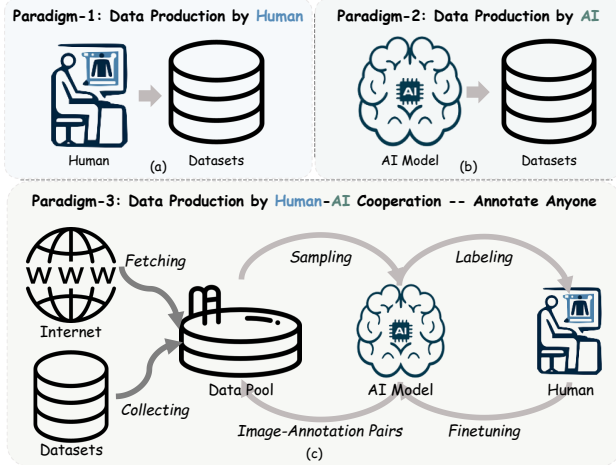 Paradigm-1: Data Production by Human
Human
Datasets
(a)
Paradigm-2: Data Production by AI
AI
AI Model
Datasets
(b)
Paradigm-3: Data Production by Human-AI Cooperation -- Annotate Anyone
Fetching
Sampling
Labeling
WWW
Internet
AI
Data Pool
AI Model
Human
Collecting
Datasets
Image-Annotation Pairs
Finetuning
(c)